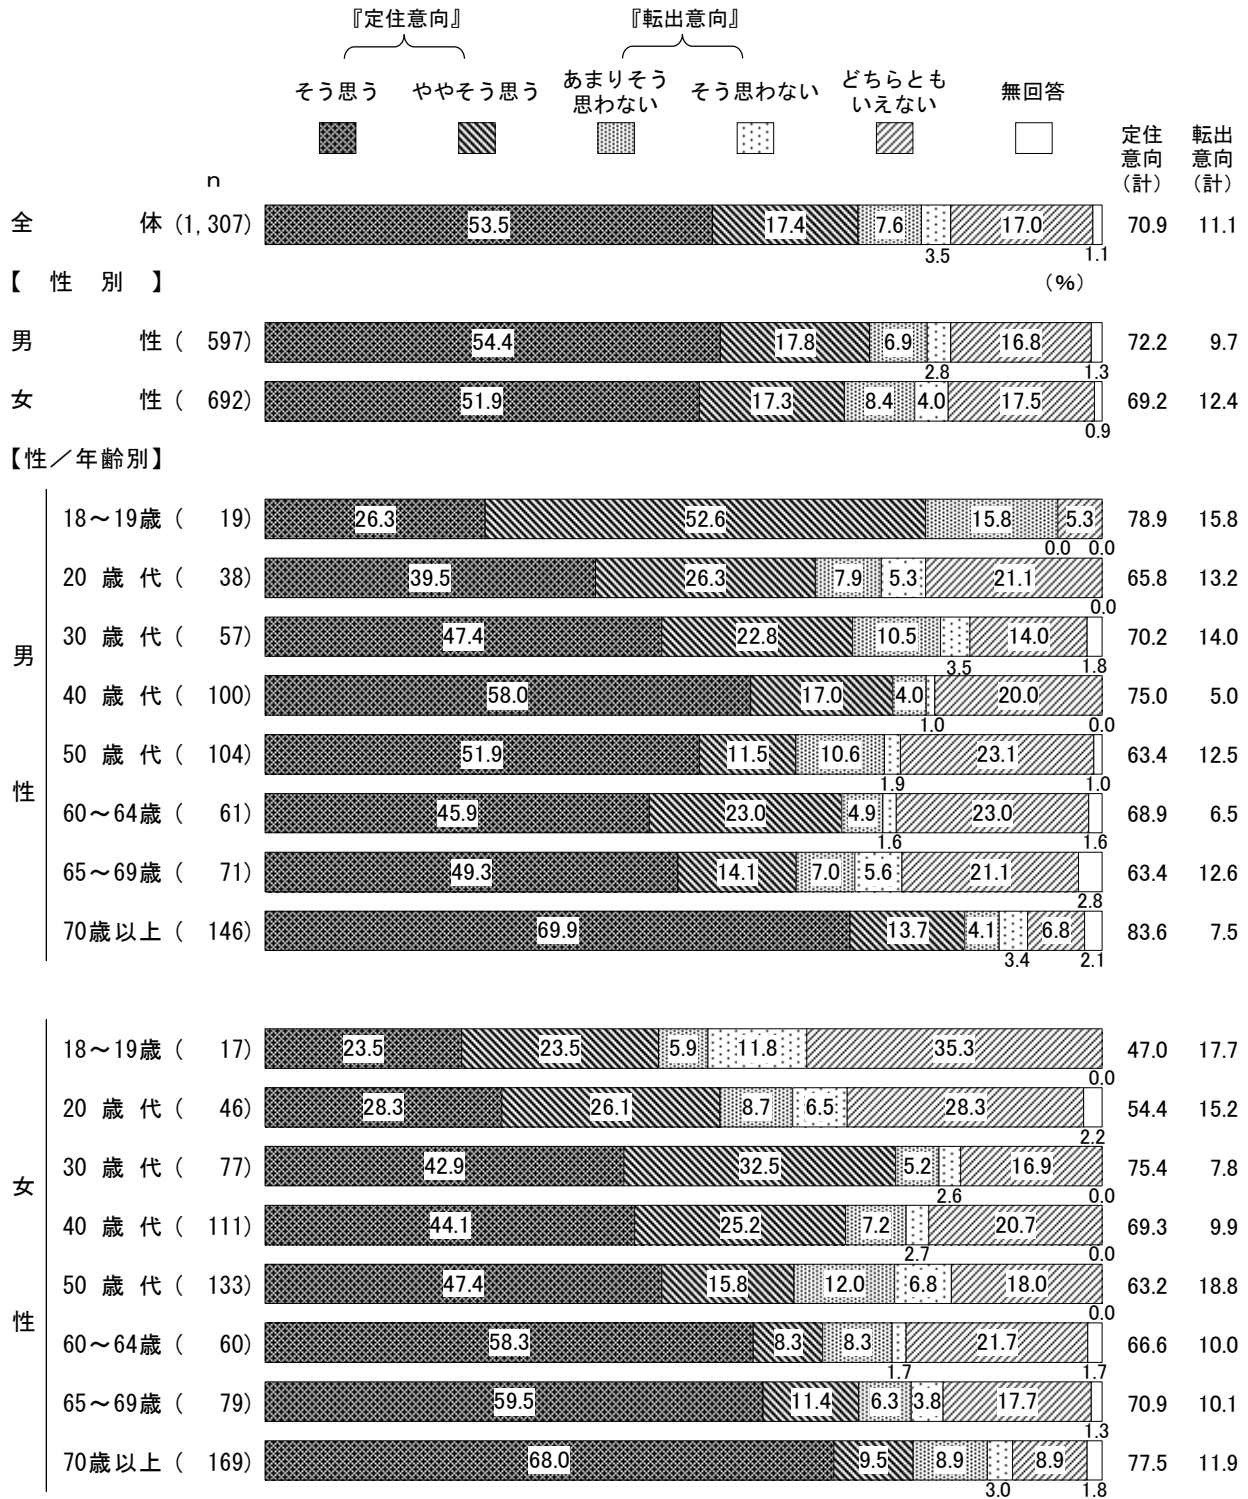 『定住意向』 『転出意向』
そう思う ややそう思う あまりそう思わない そう思わない どちらともいえない 無回答
定住意向（計） 転出意向（計）
n
全体 (1,307) 53.5 17.4 7.6 3.5 17.0 1.1 70.9 11.1
【性別】 （%）
男性 ( 597) 54.4 17.8 6.9 2.8 16.8 1.3 72.2 9.7
女性 ( 692) 51.9 17.3 8.4 4.0 17.5 0.9 69.2 12.4
【性／年齢別】
男性
18～19歳 ( 19) 26.3 52.6 15.8 0.0 5.3 0.0 78.9 15.8
20歳代 ( 38) 39.5 26.3 7.9 5.3 21.1 0.0 65.8 13.2
30歳代 ( 57) 47.4 22.8 10.5 3.5 14.0 1.8 70.2 14.0
40歳代 ( 100) 58.0 17.0 4.0 1.0 20.0 0.0 75.0 5.0
50歳代 ( 104) 51.9 11.5 10.6 1.9 23.1 1.0 63.4 12.5
60～64歳 ( 61) 45.9 23.0 4.9 1.6 23.0 1.6 68.9 6.5
65～69歳 ( 71) 49.3 14.1 7.0 5.6 21.1 2.8 63.4 12.6
70歳以上 ( 146) 69.9 13.7 4.1 3.4 6.8 2.1 83.6 7.5
女性
18～19歳 ( 17) 23.5 23.5 5.9 11.8 35.3 0.0 47.0 17.7
20歳代 ( 46) 28.3 26.1 8.7 6.5 28.3 2.2 54.4 15.2
30歳代 ( 77) 42.9 32.5 5.2 2.6 16.9 0.0 75.4 7.8
40歳代 ( 111) 44.1 25.2 7.2 2.7 20.7 0.0 69.3 9.9
50歳代 ( 133) 47.4 15.8 12.0 6.8 18.0 0.0 63.2 18.8
60～64歳 ( 60) 58.3 8.3 8.3 1.7 21.7 1.7 66.6 10.0
65～69歳 ( 79) 59.5 11.4 6.3 3.8 17.7 1.3 70.9 10.1
70歳以上 ( 169) 68.0 9.5 8.9 3.0 8.9 1.8 77.5 11.9